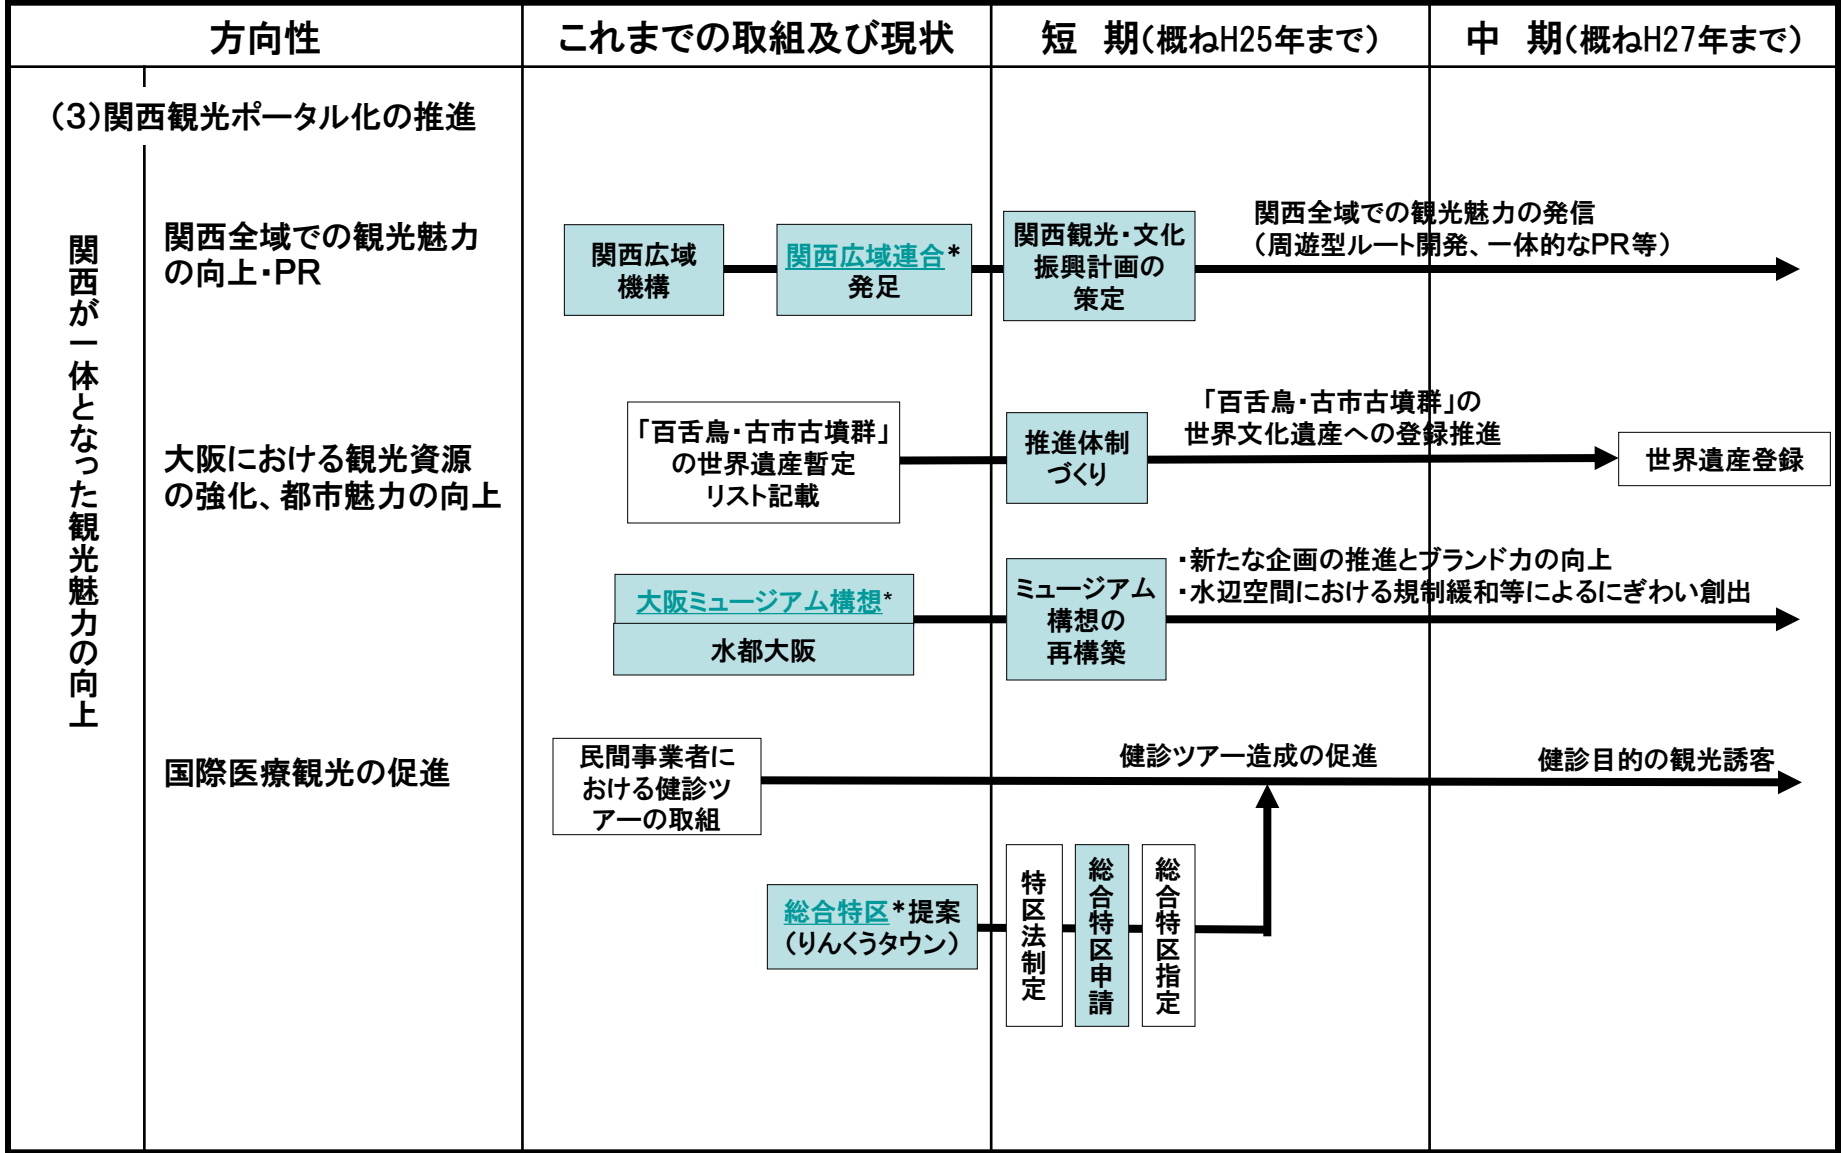 方向性
これまでの取組及び現状
短　期(概ねH25年まで)
中　期(概ねH27年まで)
(3)関西観光ポータル化の推進
関西が一体となった観光魅力の向上
関西全域での観光魅力
の向上・PR
関西広域
機構
関西広域連合*
発足
関西観光・文化
振興計画の
策定
関西全域での観光魅力の発信
(周遊型ルート開発、一体的なPR等)
大阪における観光資源
の強化、都市魅力の向上
「百舌鳥・古市古墳群」
の世界遺産暫定
リスト記載
推進体制
づくり
「百舌鳥・古市古墳群」の
世界文化遺産への登録推進
世界遺産登録
大阪ミュージアム構想*
水都大阪
ミュージアム
構想の
再構築
・新たな企画の推進とブランド力の向上
・水辺空間における規制緩和等によるにぎわい創出
国際医療観光の促進
民間事業者に
おける健診ツ
アーの取組
健診ツアー造成の促進
健診目的の観光誘客
総合特区*提案
(りんくうタウン)
特区法制定
総合特区申請
総合特区指定